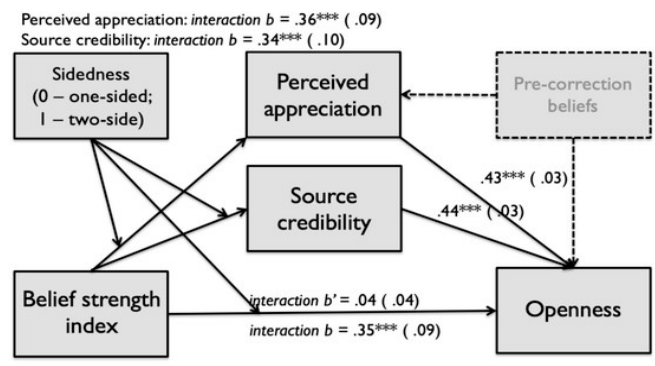 Perceived appreciation: interaction b = .36*** ( .09)
Source credibility: interaction b = .34*** ( .10)
Sidedness
(0 – one-sided;
1 – two-side)
Perceived
appreciation
Pre-correction
beliefs
.43*** ( .03)
Source
credibility
.44*** ( .03)
Belief strength
index
interaction b' = .04 ( .04)
interaction b = .35*** ( .09)
Openness